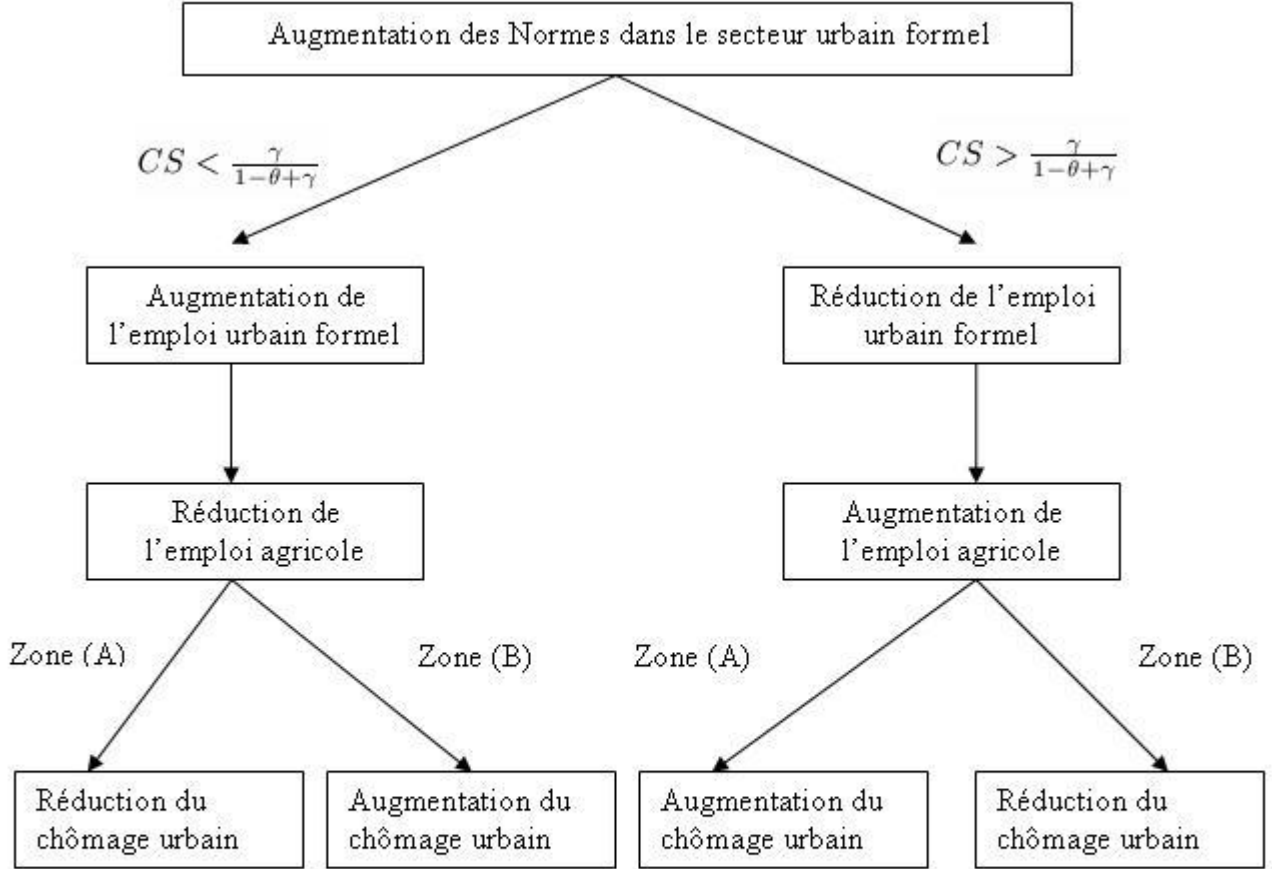 Augmentation des Normes dans le secteur urbain formel
CS < γ/(1−θ+γ)
CS > γ/(1−θ+γ)
Augmentation de
l'emploi urbain formel
Réduction de l'emploi
urbain formel
Réduction de
l'emploi agricole
Augmentation de
l'emploi agricole
Zone (A)
Zone (B)
Zone (A)
Zone (B)
Réduction du
chômage urbain
Augmentation du
chômage urbain
Augmentation du
chômage urbain
Réduction du
chômage urbain